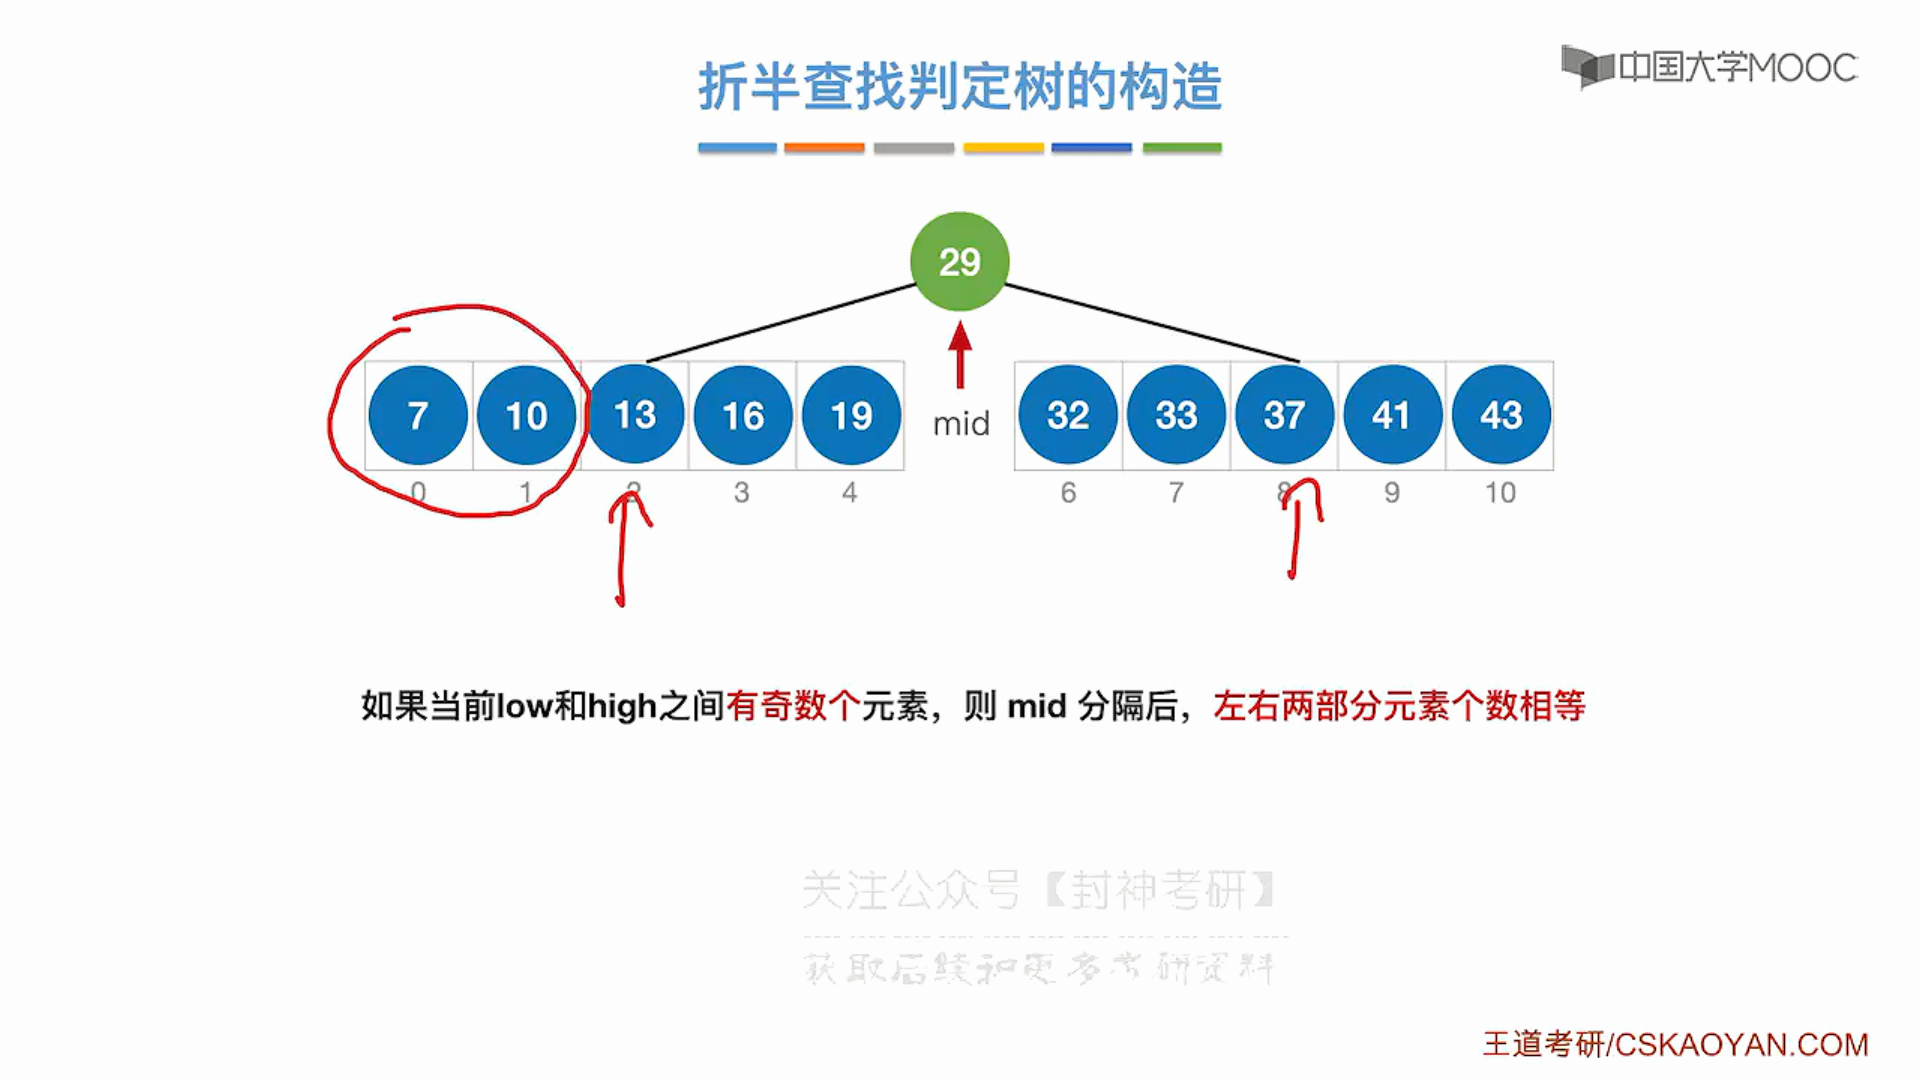 折半查找判定树的构造
中国大学MOOC
29
7 10 13 16 19 mid 32 33 37 41 43
0 1 2 3 4 6 7 8 9 10
如果当前low和high之间有奇数个元素，则 mid 分隔后，左右两部分元素个数相等
关注公众号【封神考研】
获取后续和更多考研资料
王道考研/CSKAOYAN.COM